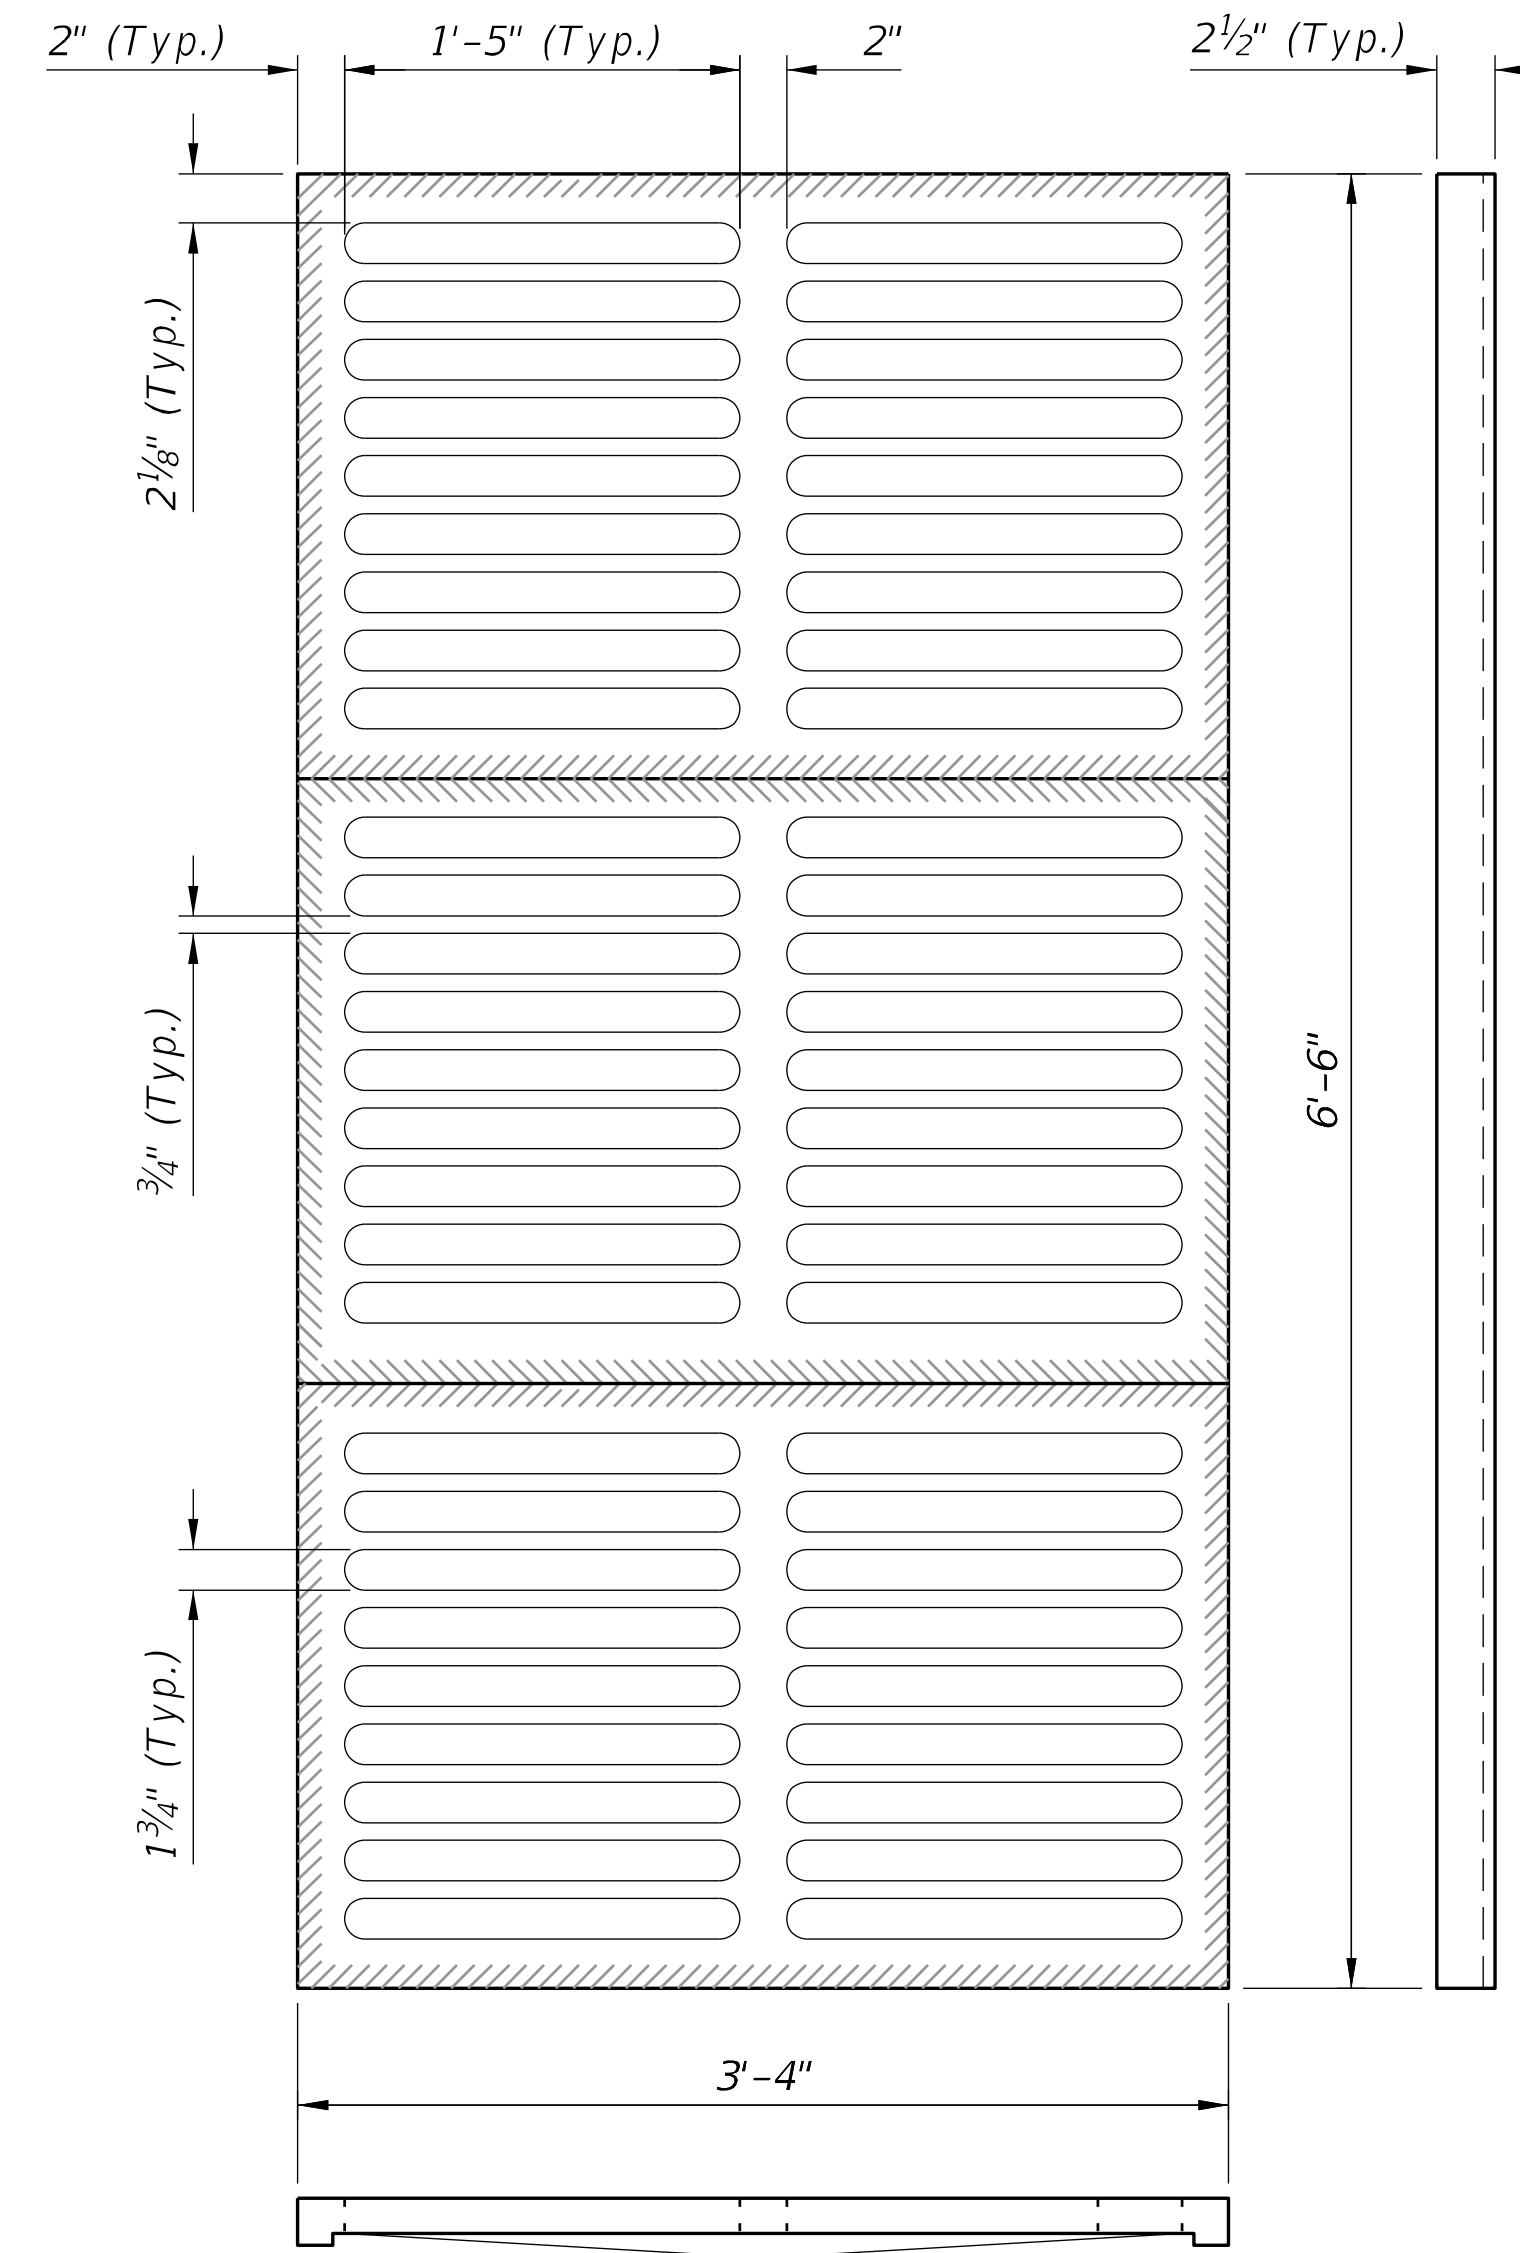 2" (Typ.)
1'-5" (Typ.)
2"
2½" (Typ.)
2⅛" (Typ.)
¾" (Typ.)
6'-6"
1¾" (Typ.)
3'-4"